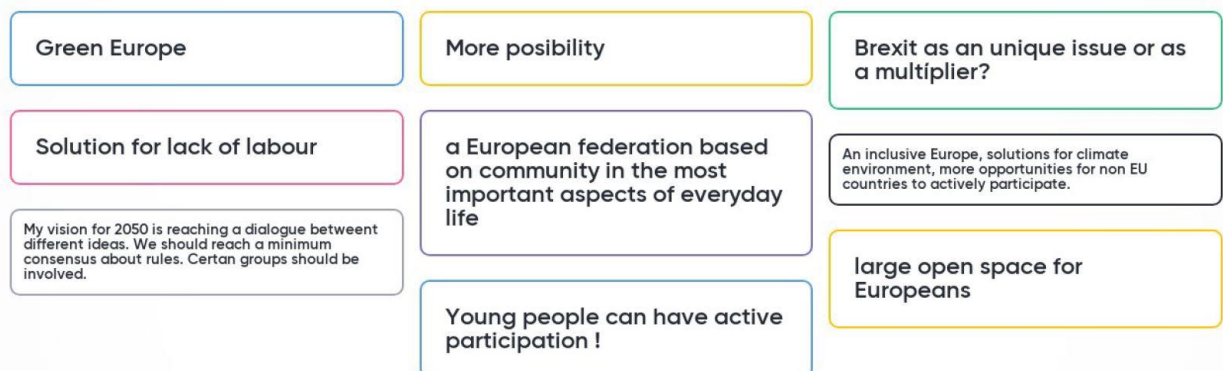 Green Europe
Solution for lack of labour
My vision for 2050 is reaching a dialogue betweent
different ideas. We should reach a minimum
consensus about rules. Certan groups should be
involved.
More posibility
a European federation based
on community in the most
important aspects of everyday
life
Young people can have active
participation !
Brexit as an unique issue or as
a multíplier?
An inclusive Europe, solutions for climate
environment, more opportunities for non EU
countries to actively participate.
large open space for
Europeans